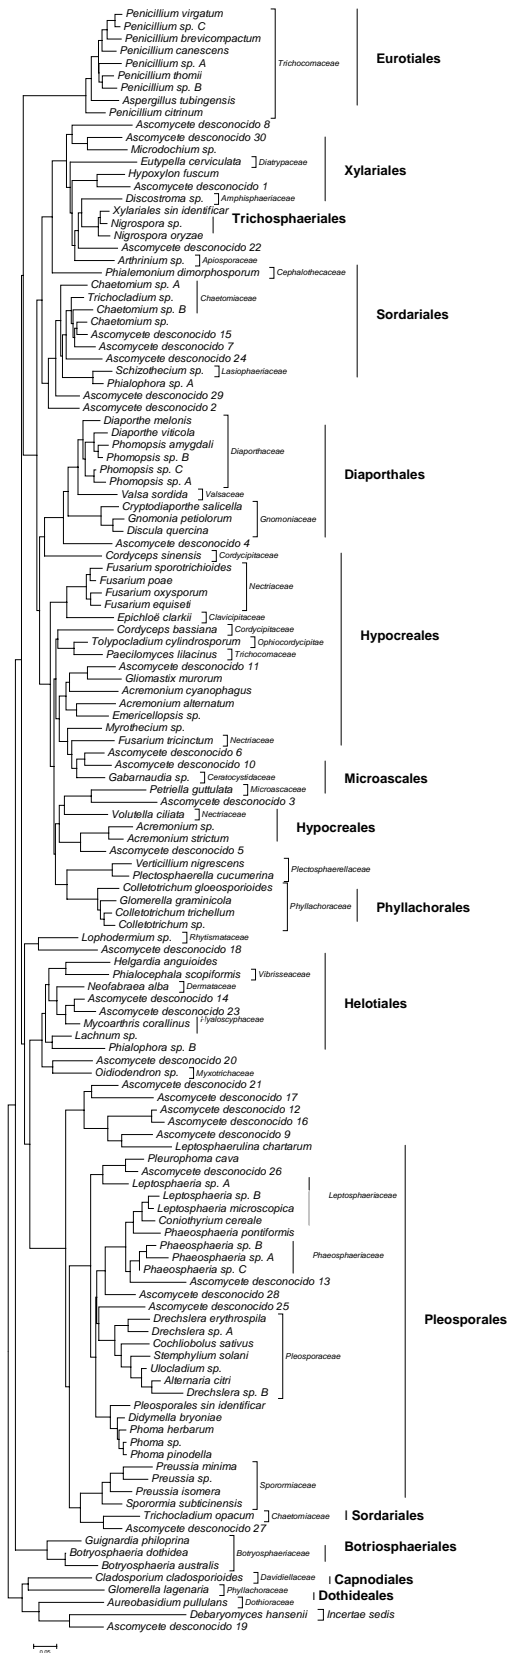 Penicillium virgatum
Penicillium sp. C
Penicillium brevicompactum
Penicillium canescens
Eurotiales
Penicillium sp. A
Trichocomaceae
Penicillium thomii
Penicillium sp. B
Aspergillus tubingensis
Penicillium citrinum
Ascomycete desconocido 8
Ascomycete desconocido 30
Microdochium sp.
Eutypella cerviculata
Diatrypaceae
Xylariales
Hypoxylon fuscum
Ascomycete desconocido 1
Discostroma sp.
Amphisphaeriaceae
Xylariales sin identificar
Trichosphaeriales
Nigrospora sp.
Nigrospora oryzae
Ascomycete desconocido 22
Arthrinium sp.
Apiosporaceae
Phialemonium dimorphosporum
Cephalothecaceae
Chaetomium sp. A
Trichocladium sp.
Chaetomiaceae
Chaetomium sp. B
Sordariales
Chaetomium sp.
Ascomycete desconocido 15
Ascomycete desconocido 7
Ascomycete desconocido 24
Schizothecium sp.
Lasiophaeriaceae
Phialophora sp. A
Ascomycete desconocido 29
Ascomycete desconocido 2
Diaporthe melonis
Diaporthe viticola
Phomopsis amygdali
Diaporthaceae
Phomopsis sp. B
Phomopsis sp. C
Diaporthales
Phomopsis sp. A
Valsa sordida
Valsaceae
Cryptodiaporthe salicella
Gnomonia petiolorum
Gnomoniaceae
Discula quercina
Ascomycete desconocido 4
Cordyceps sinensis
Cordycipitaceae
Fusarium sporotrichioides
Fusarium poae
Nectriaceae
Fusarium oxysporum
Fusarium equiseti
Epichloë clarkii
Clavicipitaceae
Cordyceps bassiana
Cordycipitaceae
Hypocreales
Tolypocladium cylindrosporum
Ophiocordycipitae
Paecilomyces lilacinus
Trichocomaceae
Ascomycete desconocido 11
Gliomastix murorum
Acremonium cyanophagus
Acremonium alternatum
Emericellopsis sp.
Myrothecium sp.
Fusarium tricinctum
Nectriaceae
Ascomycete desconocido 6
Ascomycete desconocido 10
Gabarnaudia sp.
Ceratocystidaceae
Microascales
Petriella guttulata
Microascaceae
Ascomycete desconocido 3
Volutella ciliata
Nectriaceae
Acremonium sp.
Hypocreales
Acremonium strictum
Ascomycete desconocido 5
Verticillium nigrescens
Plectosphaerellaceae
Plectosphaerella cucumerina
Colletotrichum gloeosporioides
Glomerella graminicola
Phyllachoraceae
Phyllachorales
Colletotrichum trichellum
Colletotrichum sp.
Lophodermium sp.
Rhytismataceae
Ascomycete desconocido 18
Helgardia anguioides
Phialocephala scopiformis
Vibrisseaceae
Neofabraea alba
Dermataceae
Ascomycete desconocido 14
Helotiales
Ascomycete desconocido 23
Mycoarthris corallinus
Hyaloscyphaceae
Lachnum sp.
Phialophora sp. B
Ascomycete desconocido 20
Oidiodendron sp.
Myxotrichaceae
Ascomycete desconocido 21
Ascomycete desconocido 17
Ascomycete desconocido 12
Ascomycete desconocido 16
Ascomycete desconocido 9
Leptosphaerulina chartarum
Pleurophoma cava
Ascomycete desconocido 26
Leptosphaeria sp. A
Leptosphaeria sp. B
Leptosphaeriaceae
Leptosphaeria microscopica
Coniothyrium cereale
Phaeosphaeria pontiformis
Phaeosphaeria sp. B
Phaeosphaeria sp. A
Phaeosphaeriaceae
Phaeosphaeria sp. C
Ascomycete desconocido 13
Ascomycete desconocido 28
Ascomycete desconocido 25
Drechslera erythrospila
Pleosporales
Drechslera sp. A
Cochliobolus sativus
Stemphylium solani
Pleosporaceae
Ulocladium sp.
Alternaria citri
Drechslera sp. B
Pleosporales sin identificar
Didymella bryoniae
Phoma herbarum
Phoma sp.
Phoma pinodella
Preussia minima
Preussia sp.
Sporormiaceae
Preussia isomera
Sporormia subticinensis
Trichocladium opacum
Chaetomiaceae
Sordariales
Ascomycete desconocido 27
Guignardia philoprina
Botryosphaeria dothidea
Botryosphaeriaceae
Botriosphaeriales
Botryosphaeria australis
Cladosporium cladosporioides
Davidiellaceae
Capnodiales
Glomerella lagenaria
Phyllachoraceae
Dothideales
Aureobasidium pullulans
Dothioraceae
Debaryomyces hansenii
Incertae sedis
Ascomycete desconocido 19
0.05